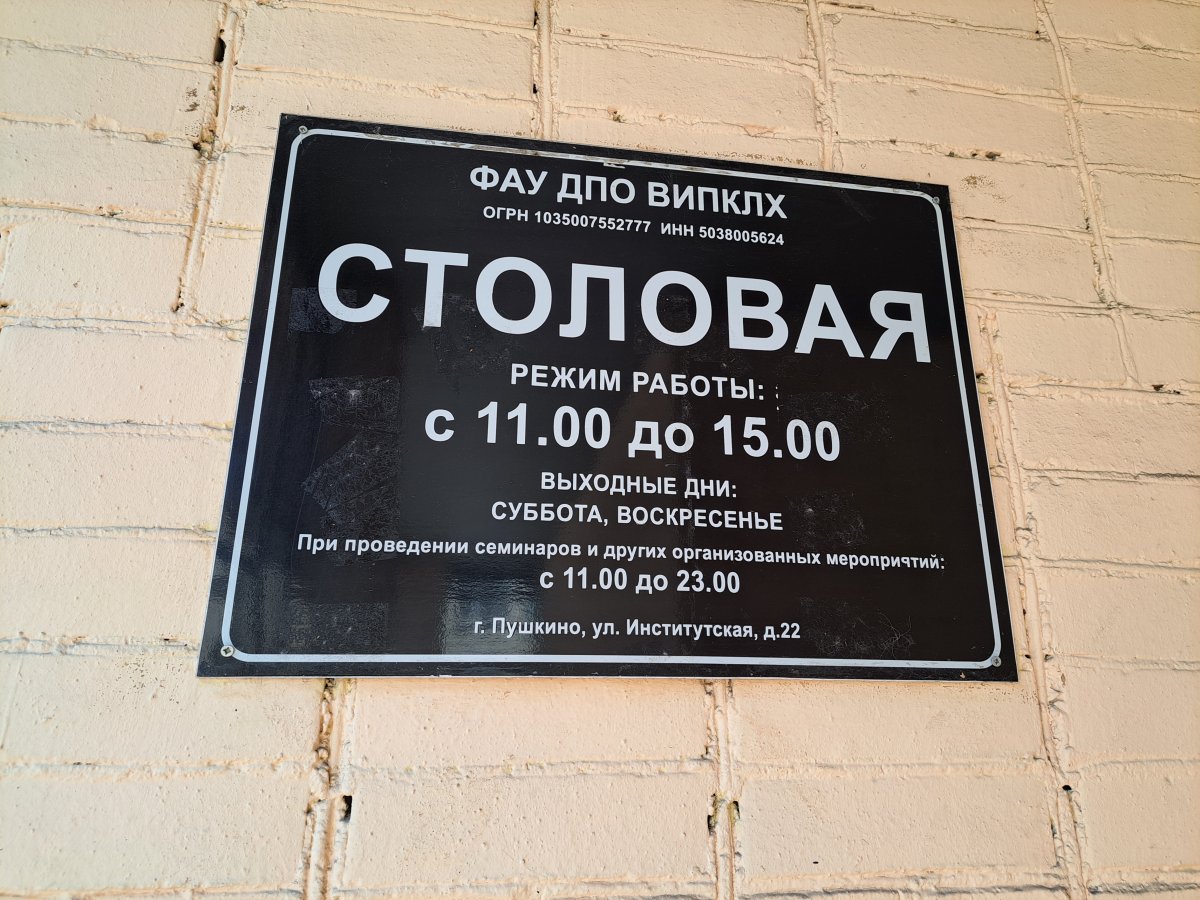 ФАУ ДПО ВИПКЛХ
ОГРН 1035007552777 ИНН 5038005624
СТОЛОВАЯ
РЕЖИМ РАБОТЫ:
с 11.00 до 15.00
ВЫХОДНЫЕ ДНИ:
СУББОТА, ВОСКРЕСЕНЬЕ
При проведении семинаров и других организованных мероприятий:
с 11.00 до 23.00
г. Пушкино, ул. Институтская, д.22